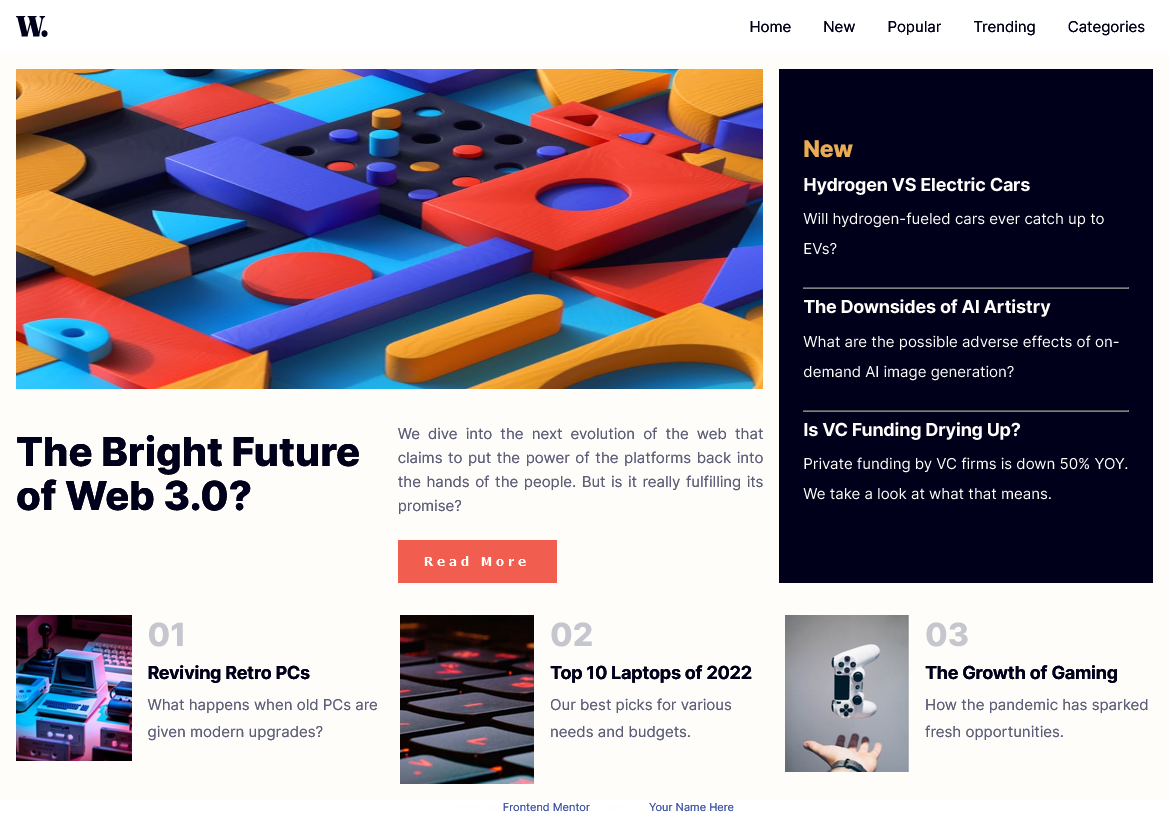 W.
Home New Popular Trending Categories
New
Hydrogen VS Electric Cars
Will hydrogen-fueled cars ever catch up to
EVs?
The Downsides of AI Artistry
What are the possible adverse effects of on-
demand AI image generation?
Is VC Funding Drying Up?
Private funding by VC firms is down 50% YOY.
We take a look at what that means.
The Bright Future
of Web 3.0?
We dive into the next evolution of the web that
claims to put the power of the platforms back into
the hands of the people. But is it really fulfilling its
promise?
Read More
01
Reviving Retro PCs
What happens when old PCs are
given modern upgrades?
02
Top 10 Laptops of 2022
Our best picks for various
needs and budgets.
03
The Growth of Gaming
How the pandemic has sparked
fresh opportunities.
Frontend Mentor Your Name Here